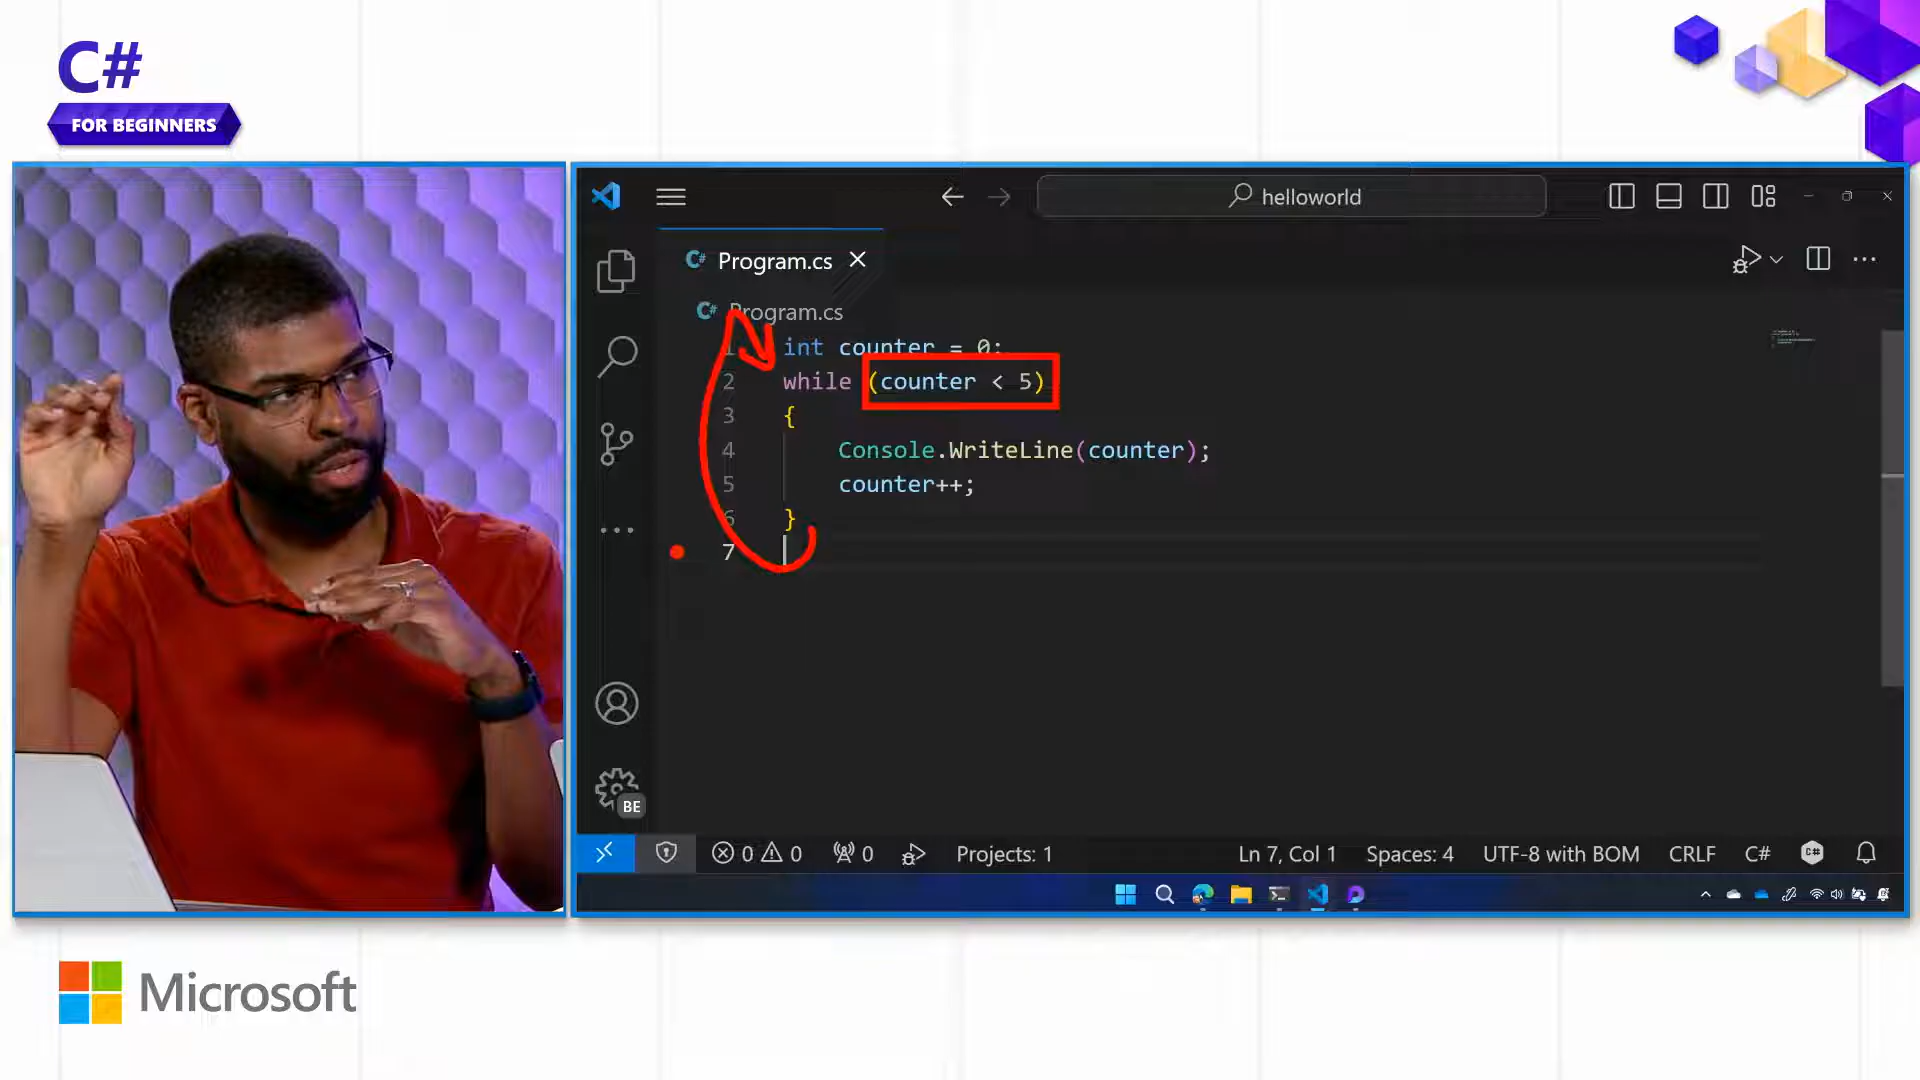 C#
FOR BEGINNERS
helloworld
C# Program.cs
C# Program.cs
1 int counter = 0;
2 while (counter < 5)
3 {
4 Console.WriteLine(counter);
5 counter++;
6 }
7
BE
0 0 0 Projects: 1 Ln 7, Col 1 Spaces: 4 UTF-8 with BOM CRLF C# C#
Microsoft